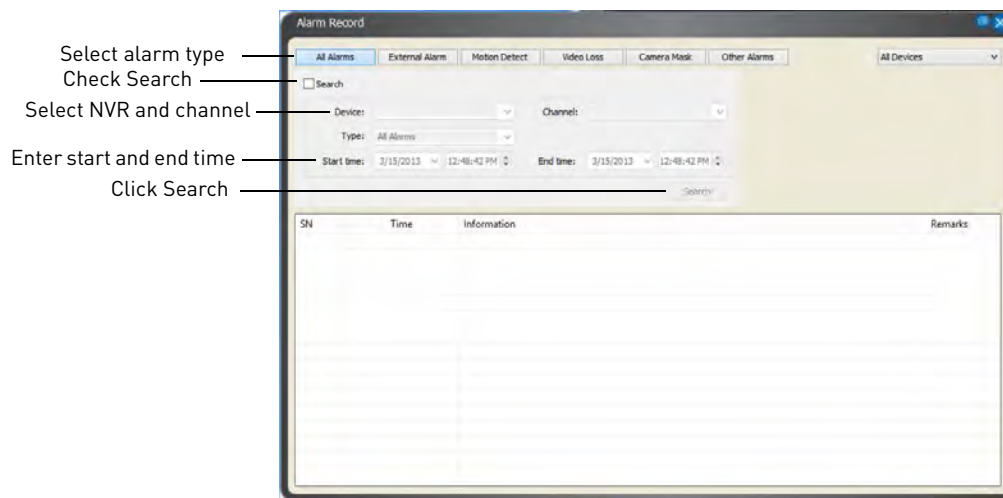 Alarm Record
Select alarm type
All Alarms External Alarm Motion Detect Video Loss Camera Mask Other Alarms All Devices
Check Search
Search
Select NVR and channel
Device: Channel:
Type: All Alarms
Enter start and end time
Start time: 3/15/2013 12:48:42 PM End time: 3/15/2013 12:48:42 PM
Click Search
Search
SN Time Information Remarks